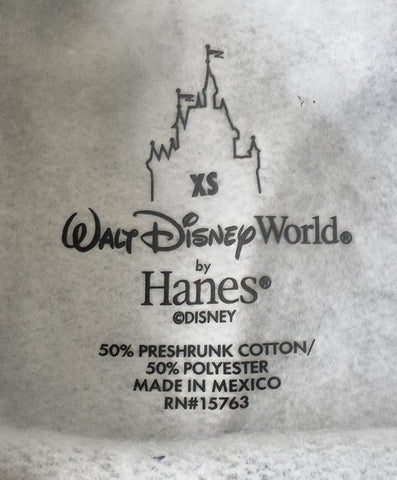 XS
WALT DISNEY World®
by
Hanes®
©DISNEY
50% PRESHRUNK COTTON/
50% POLYESTER
MADE IN MEXICO
RN#15763